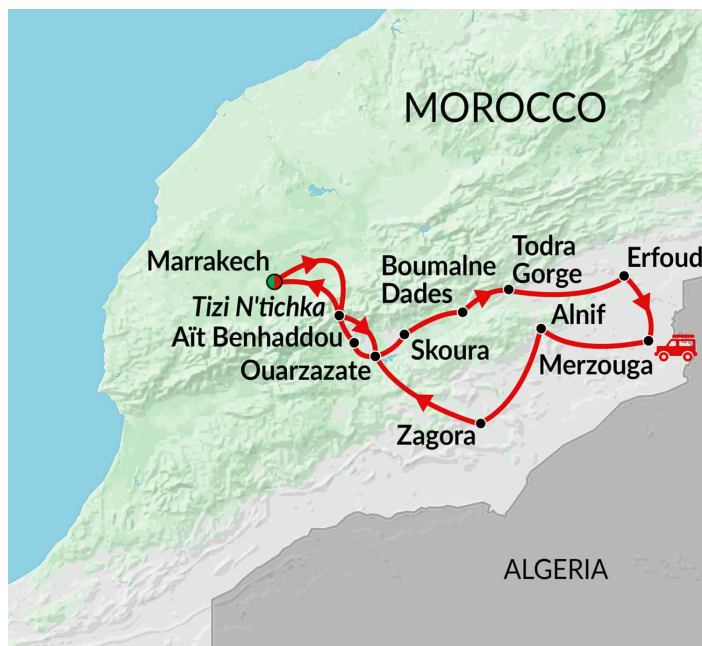 MOROCCO
Marrakech
Todra
Gorge
Erfoud
Boumalne
Dades
Tizi N'tichka
Alnif
Aït Benhaddou
Skoura
Merzouga
Ouarzazate
Zagora
ALGERIA